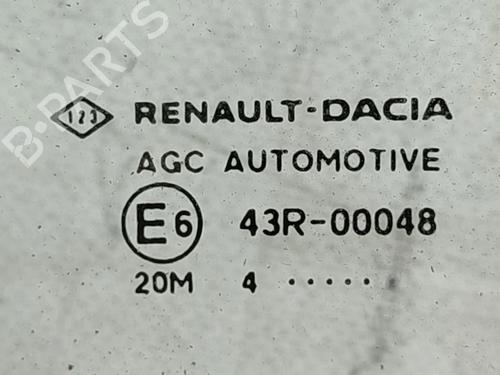 B-PARTS
123 RENAULT-DACIA
AGC AUTOMOTIVE
E6 43R-00048
20M 4 .....